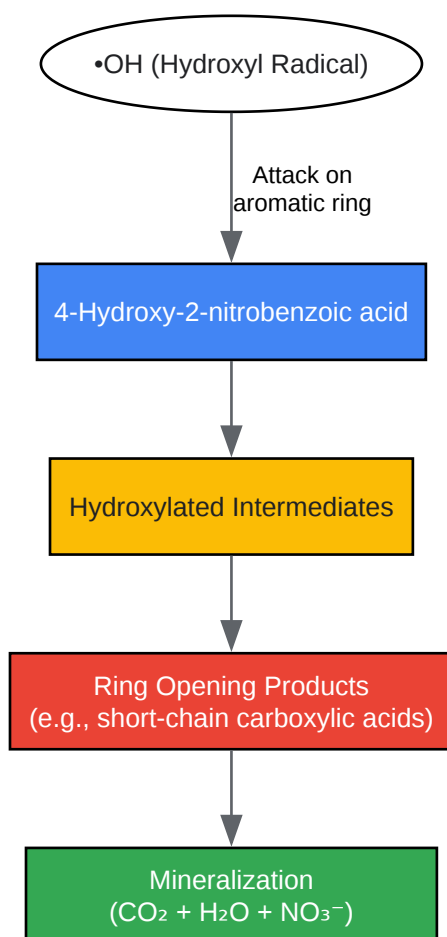 •OH (Hydroxyl Radical)
Attack on
aromatic ring
4-Hydroxy-2-nitrobenzoic acid
Hydroxylated Intermediates
Ring Opening Products
(e.g., short-chain carboxylic acids)
Mineralization
(CO₂ + H₂O + NO₃⁻)